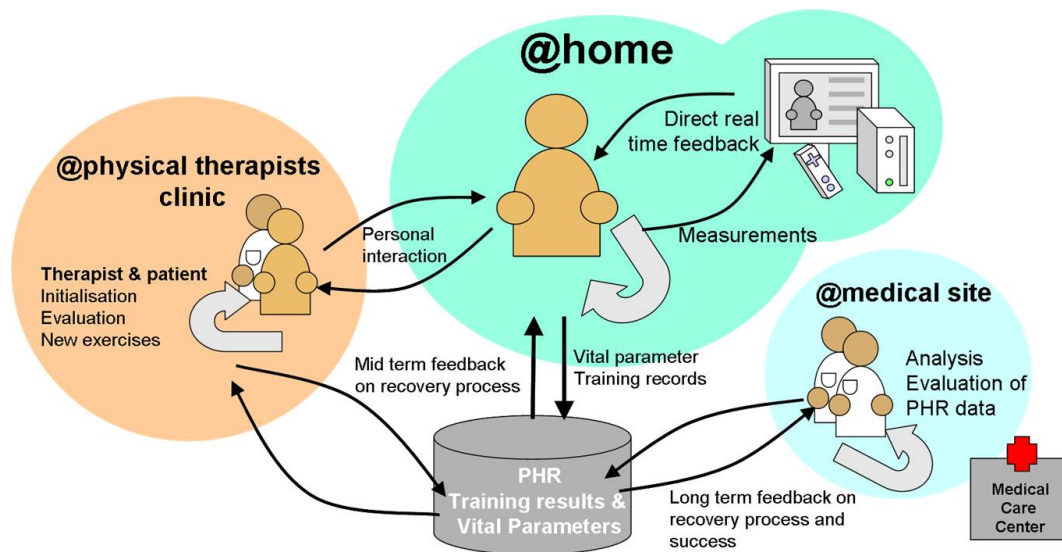 @home
Direct real
time feedback
Measurements
@physical therapists
clinic
Therapist & patient
Initialisation
Evaluation
New exercises
Personal
interaction
Mid term feedback
on recovery process
Vital parameter
Training records
@medical site
Analysis
Evaluation of
PHR data
PHR
Training results &
Vital Parameters
Long term feedback on
recovery process and
success
Medical
Care
Center